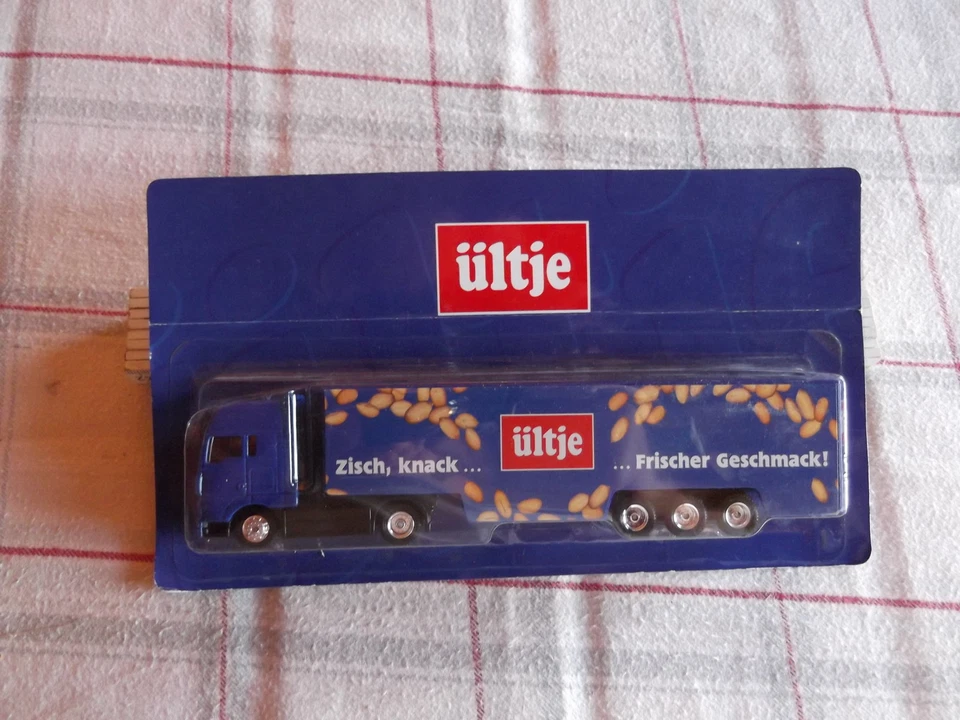 ültje
Zisch, knack ... ültje ... Frischer Geschmack!